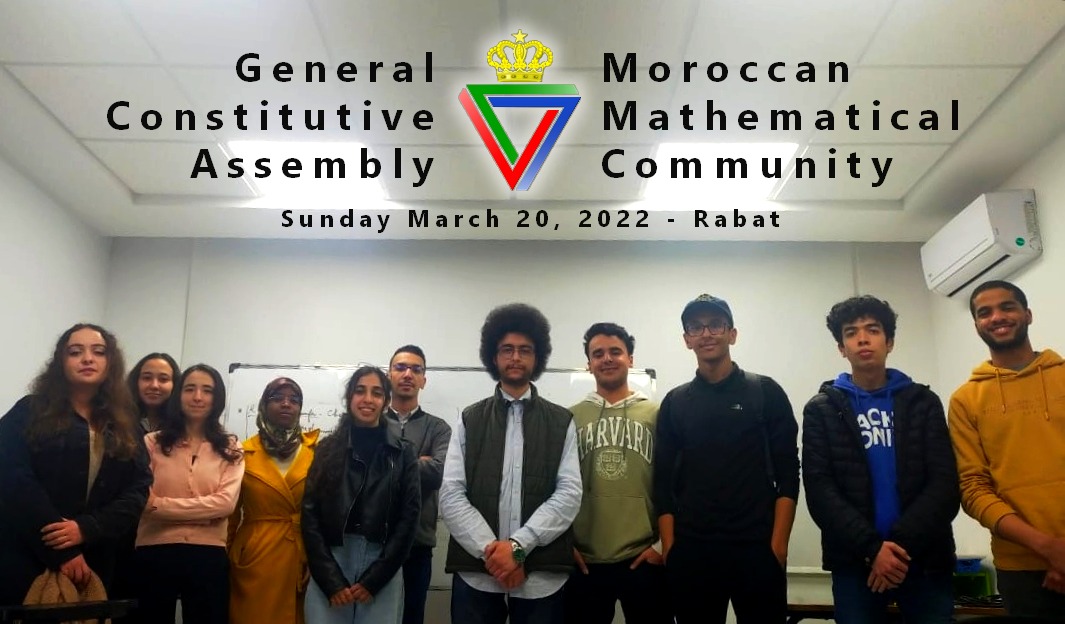 General
Constitutive
Assembly
Moroccan
Mathematical
Community
Sunday March 20, 2022 - Rabat
HARVARD